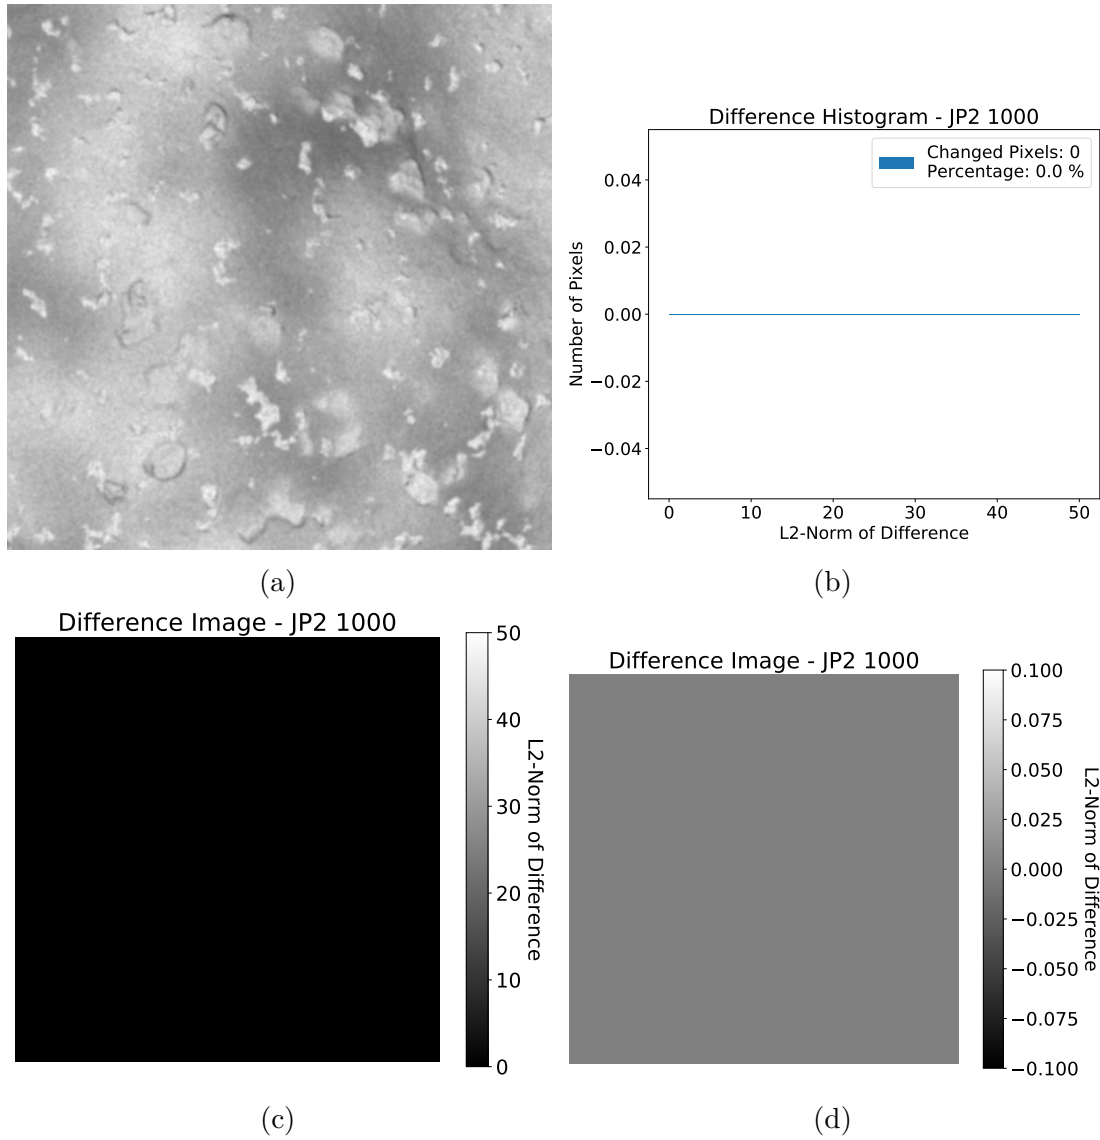 Difference Histogram - JP2 1000
Changed Pixels: 0
Percentage: 0.0 %
0.04
0.02
0.00
−0.02
−0.04
Number of Pixels
0 10 20 30 40 50
L2-Norm of Difference
(a) (b)
Difference Image - JP2 1000
50
40
30
20
10
0
L2-Norm of Difference
Difference Image - JP2 1000
0.100
0.075
0.050
0.025
0.000
−0.025
−0.050
−0.075
−0.100
L2-Norm of Difference
(c) (d)